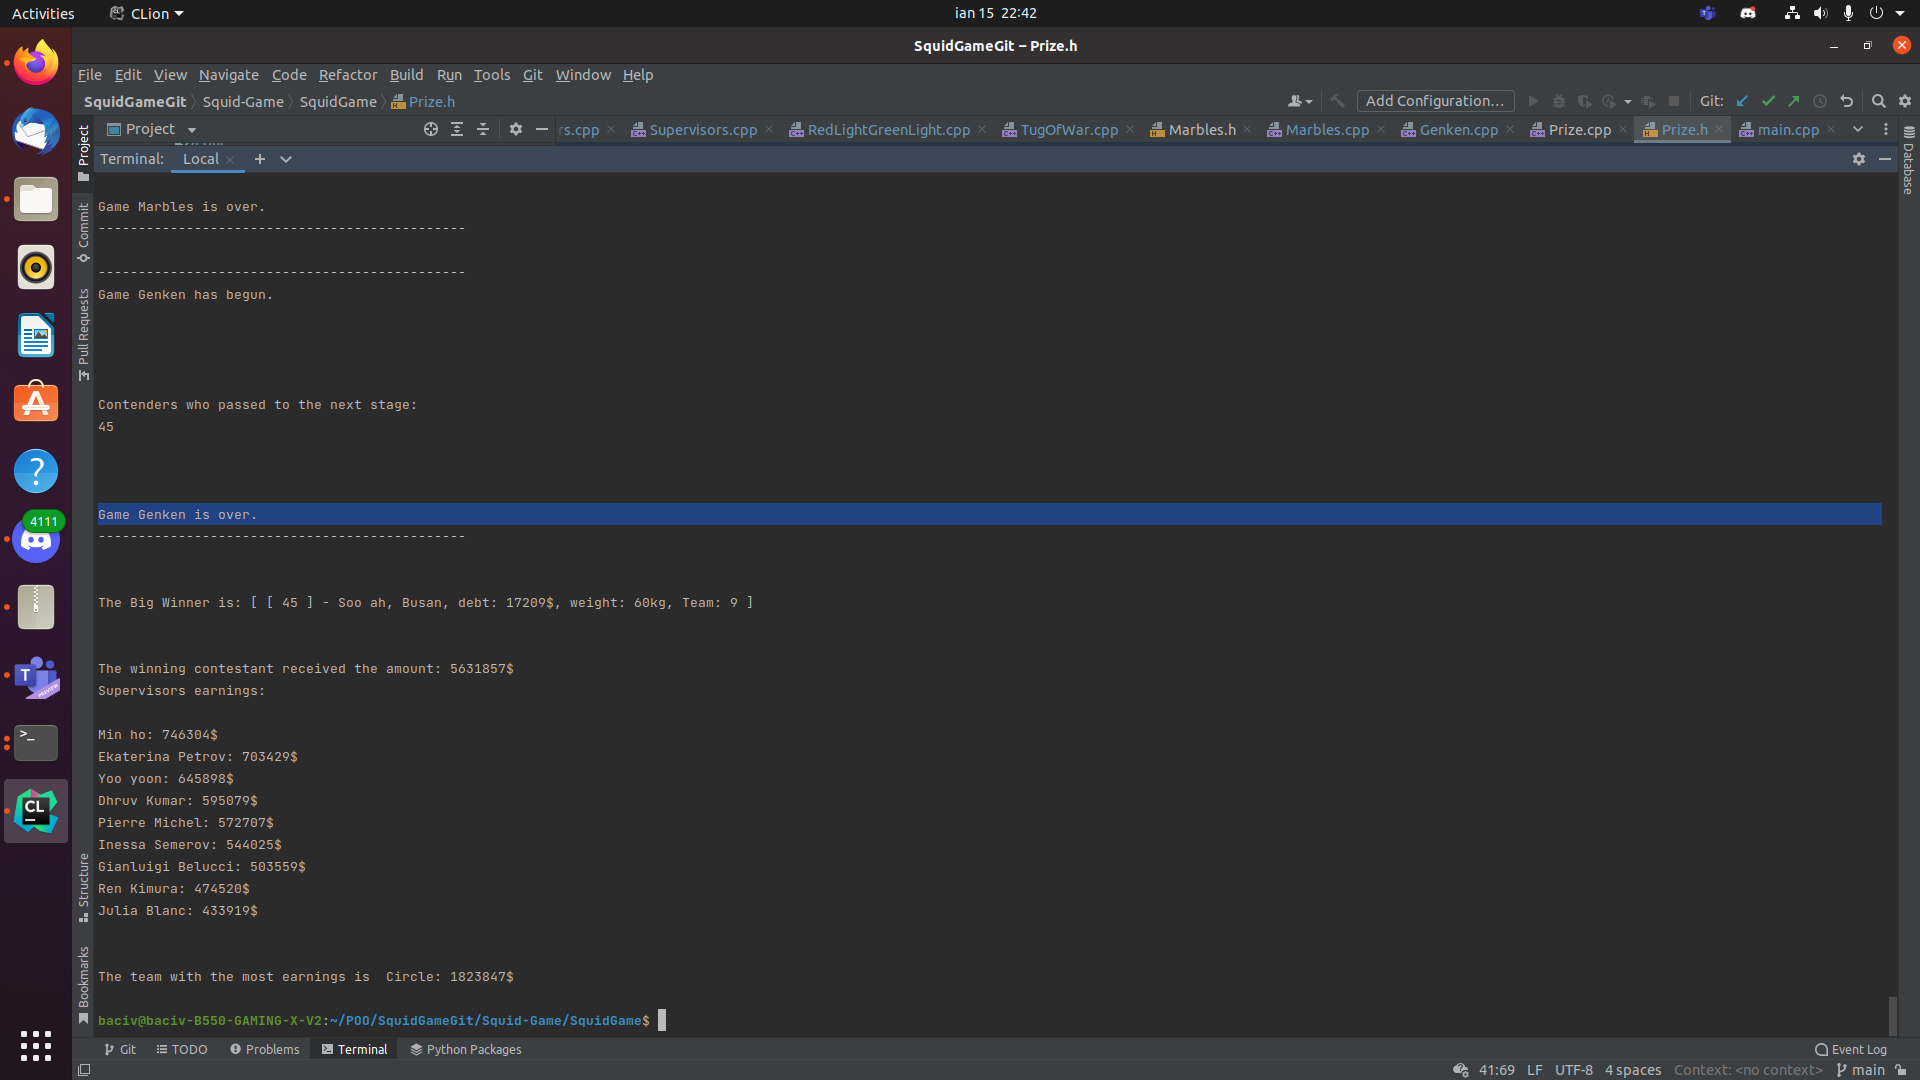 Activities CLion ian 15 22:42
SquidGameGit – Prize.h
File Edit View Navigate Code Refactor Build Run Tools Git Window Help
SquidGameGit Squid-Game SquidGame Prize.h Add Configuration... Git:
Project rs.cpp Supervisors.cpp RedLightGreenLight.cpp TugOfWar.cpp Marbles.h Marbles.cpp Genken.cpp Prize.cpp Prize.h main.cpp
Terminal: Local
Project
Commit
Pull Requests
Structure
Bookmarks
Database
Game Marbles is over.
----------------------------------------------
----------------------------------------------
Game Genken has begun.
Contenders who passed to the next stage:
45
Game Genken is over.
----------------------------------------------
The Big Winner is: [ [ 45 ] - Soo ah, Busan, debt: 17209$, weight: 60kg, Team: 9 ]
The winning contestant received the amount: 5631857$
Supervisors earnings:
Min ho: 746304$
Ekaterina Petrov: 703429$
Yoo yoon: 645898$
Dhruv Kumar: 595079$
Pierre Michel: 572707$
Inessa Semerov: 544025$
Gianluigi Belucci: 503559$
Ren Kimura: 474520$
Julia Blanc: 433919$
The team with the most earnings is  Circle: 1823847$
baciv@baciv-B550-GAMING-X-V2:~/POO/SquidGameGit/Squid-Game/SquidGame$
4111
Git TODO Problems Terminal Python Packages Event Log
41:69 LF UTF-8 4 spaces Context: <no context> main